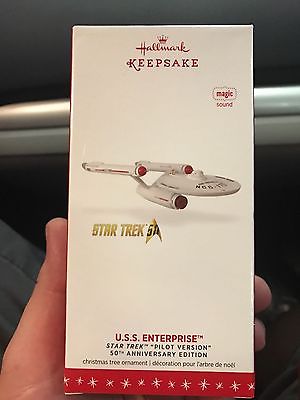 Hallmark
KEEPSAKE
magic
sound
STAR TREK 50
U.S.S. ENTERPRISE™
STAR TREK™ "PILOT VERSION"
50TH ANNIVERSARY EDITION
christmas tree ornament | décoration pour l'arbre de noël